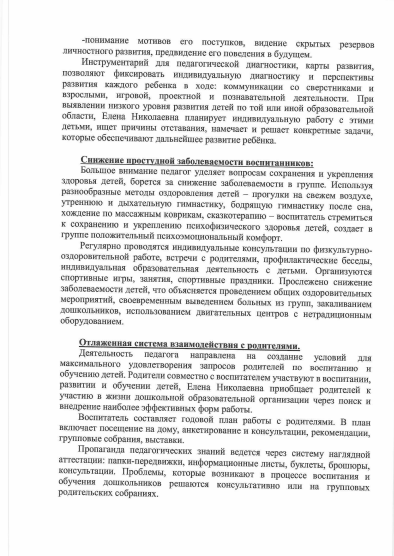 -понимание мотивов его поступков, видение скрытых резервов
личностного развития, предвидение его поведения в будущем.
Инструментарий для педагогической диагностики, карты развития,
позволяют фиксировать индивидуальную диагностику и перспективы
развития каждого ребенка в ходе: коммуникации со сверстниками и
взрослыми, игровой, проектной и познавательной деятельности. При
выявлении низкого уровня развития детей по той или иной образовательной
области, Елена Николаевна планирует индивидуальную работу с этими
детьми, ищет причины отставания, намечает и решает конкретные задачи,
которые обеспечивают дальнейшее развитие ребёнка.
Снижение простудной заболеваемости воспитанников:
Большое внимание педагог уделяет вопросам сохранения и укрепления
здоровья детей, борется за снижение заболеваемости в группе. Используя
разнообразные методы оздоровления детей – прогулки на свежем воздухе,
утреннюю и дыхательную гимнастику, бодрящую гимнастику после сна,
хождение по массажным коврикам, сказкотерапию – воспитатель стремиться
к сохранению и укреплению психофизического здоровья детей, создает в
группе положительный психоэмоциональный комфорт.
Регулярно проводятся индивидуальные консультации по физкультурно-
оздоровительной работе, встречи с родителями, профилактические беседы,
индивидуальная образовательная деятельность с детьми. Организуются
спортивные игры, занятия, спортивные праздники. Прослежено снижение
заболеваемости детей, что объясняется проведением общих оздоровительных
мероприятий, своевременным выведением больных из групп, закаливанием
дошкольников, использованием двигательных центров с нетрадиционным
оборудованием.
Отлаженная система взаимодействия с родителями.
Деятельность педагога направлена на создание условий для
максимального удовлетворения запросов родителей по воспитанию и
обучению детей. Родители совместно с воспитателем участвуют в воспитании,
развитии и обучении детей, Елена Николаевна приобщает родителей к
участию в жизни дошкольной образовательной организации через поиск и
внедрение наиболее эффективных форм работы.
Воспитатель составляет годовой план работы с родителями. В план
включает посещение на дому, анкетирование и консультации, рекомендации,
групповые собрания, выставки.
Пропаганда педагогических знаний ведется через систему наглядной
аттестации: папки-передвижки, информационные листы, буклеты, брошюры,
консультации. Проблемы, которые возникают в процессе воспитания и
обучения дошкольников решаются консультативно или на групповых
родительских собраниях.